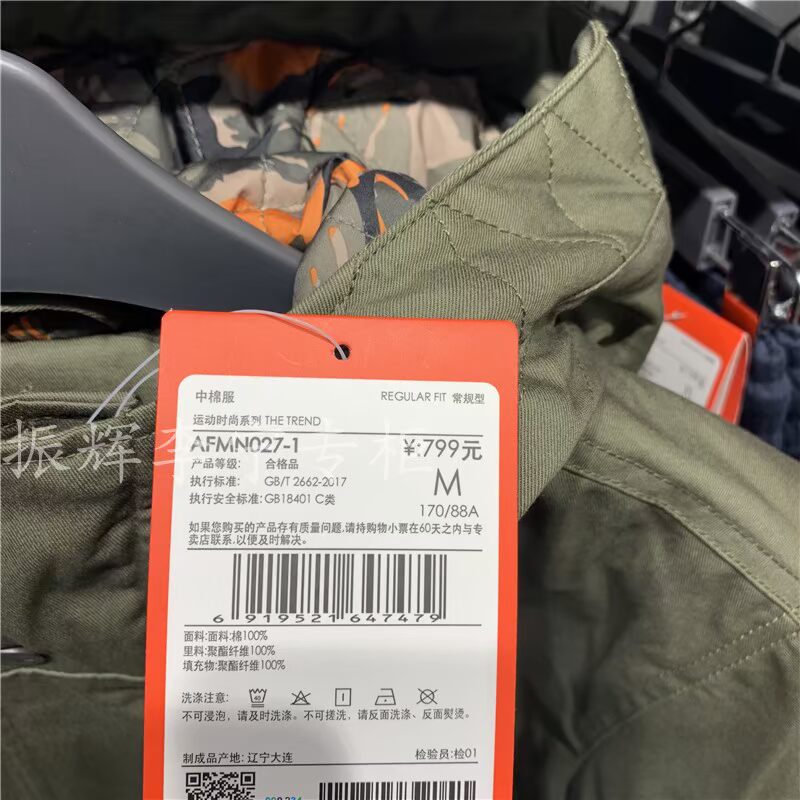 中棉服 REGULAR FIT 常规型
运动时尚系列 THE TREND
AFMN027-1 ¥:799元
产品等级: 合格品
执行标准: GB/T 2662-2017 M
执行安全标准:GB18401 C类 170/88A
如果您购买的产品存有质量问题,请持购物小票在60天之内与专
卖店联系,以便及时解决。
6 919521 647479
面料:面料:棉100%
里料:聚酯纤维100%
填充物:聚酯纤维100%
洗涤注意:
40
不可浸泡,请及时洗涤、不可搓洗,请反面洗涤、反面熨烫。
制成品产地:辽宁大连 检验员:检01
振辉李宁专柜